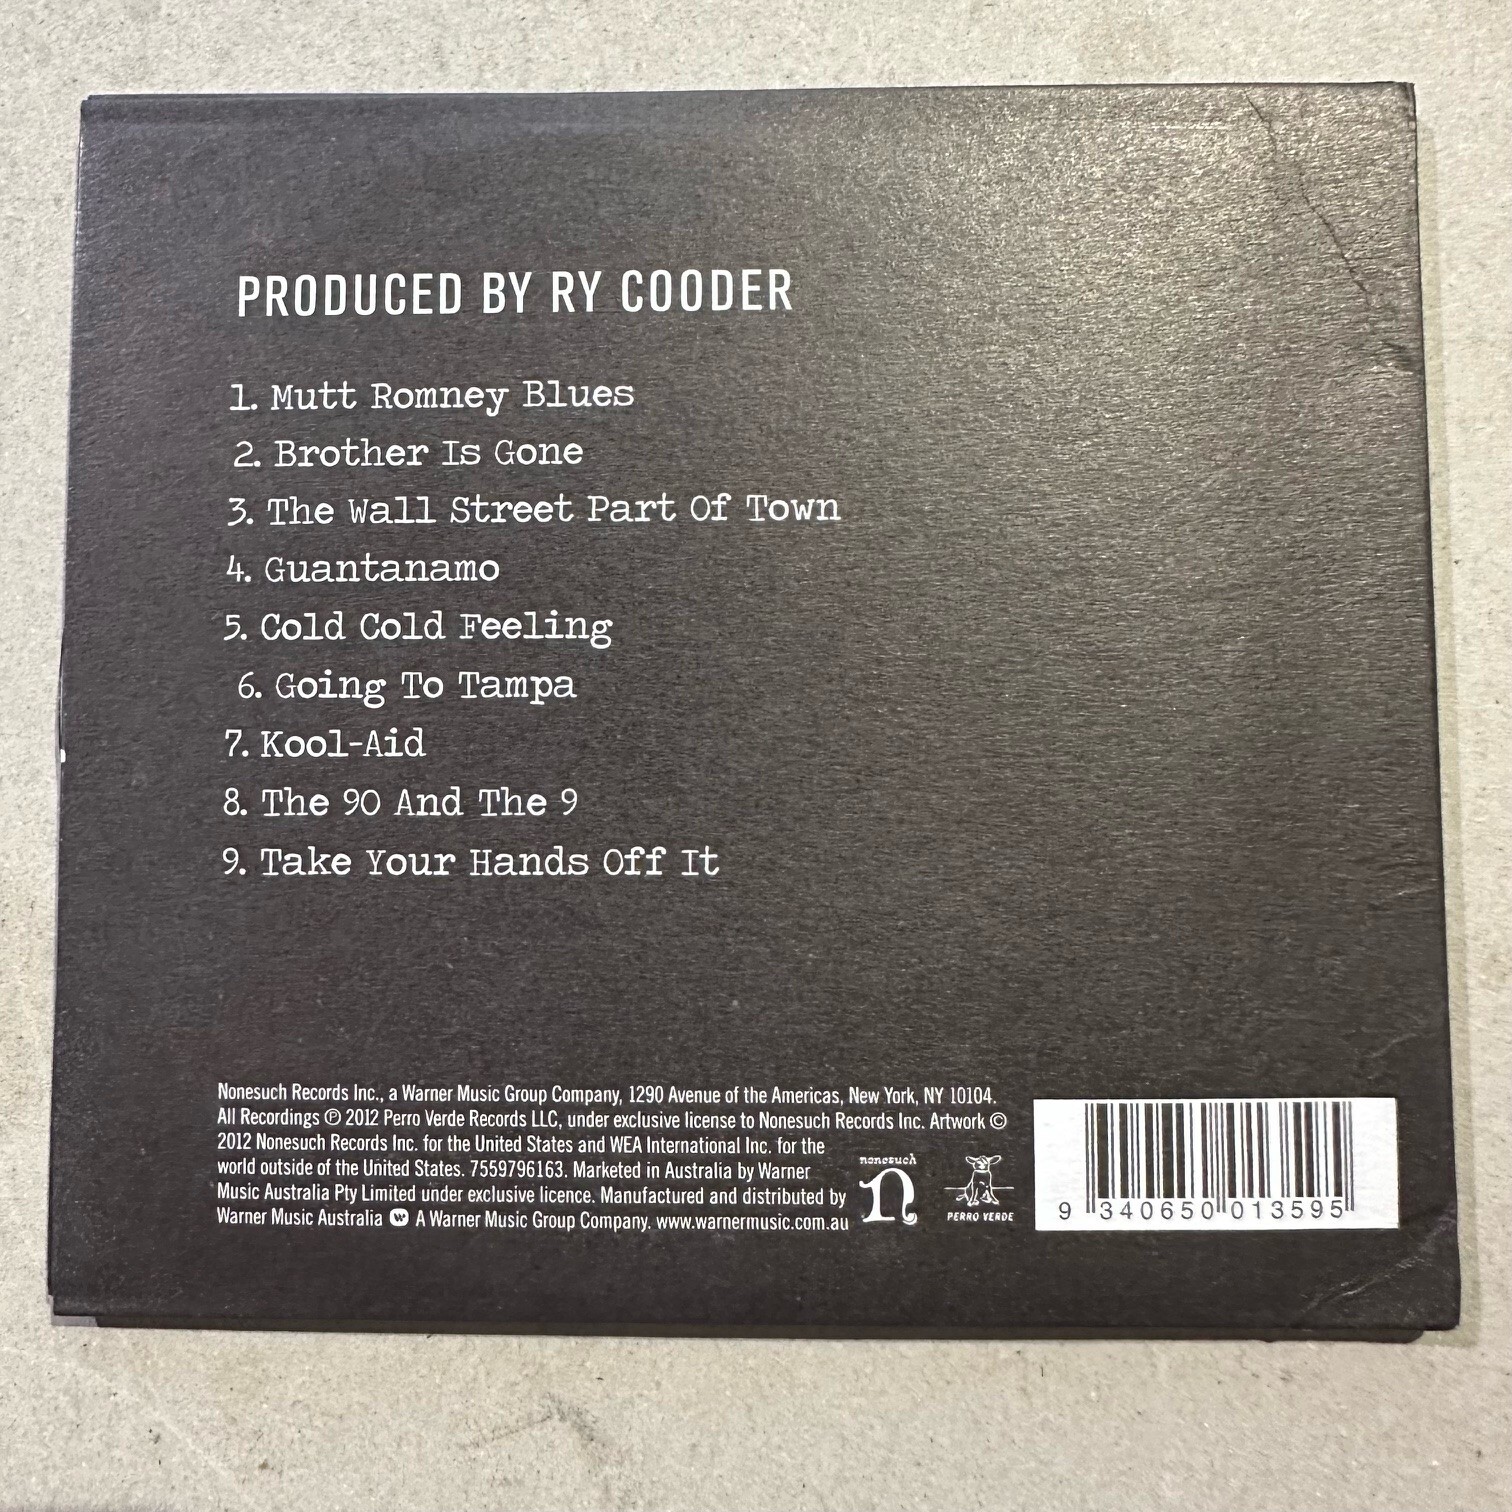 PRODUCED BY RY COODER
1. Mutt Romney Blues
2. Brother Is Gone
3. The Wall Street Part Of Town
4. Guantanamo
5. Cold Cold Feeling
6. Going To Tampa
7. Kool-Aid
8. The 90 And The 9
9. Take Your Hands Off It
Nonesuch Records Inc., a Warner Music Group Company, 1290 Avenue of the Americas, New York, NY 10104.
All Recordings ℗ 2012 Perro Verde Records LLC, under exclusive license to Nonesuch Records Inc. Artwork ©
2012 Nonesuch Records Inc. for the United States and WEA International Inc. for the
world outside of the United States. 7559796163. Marketed in Australia by Warner
Music Australia Pty Limited under exclusive licence. Manufactured and distributed by
Warner Music Australia W A Warner Music Group Company. www.warnermusic.com.au
nonesuch
n
PERRO VERDE
9 340650 013595